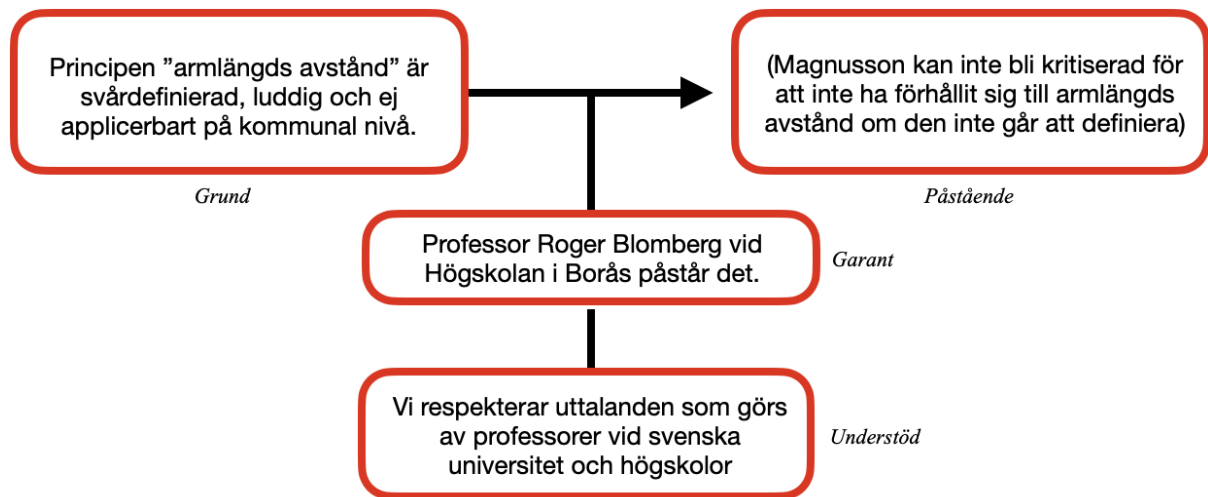 Principen ”armlängds avstånd” är
svårdefinierad, luddig och ej
applicerbart på kommunal nivå.
Grund
(Magnusson kan inte bli kritiserad för
att inte ha förhållit sig till armlängds
avstånd om den inte går att definiera)
Påstående
Professor Roger Blomberg vid
Högskolan i Borås påstår det.
Garant
Vi respekterar uttalanden som görs
av professorer vid svenska
universitet och högskolor
Understöd